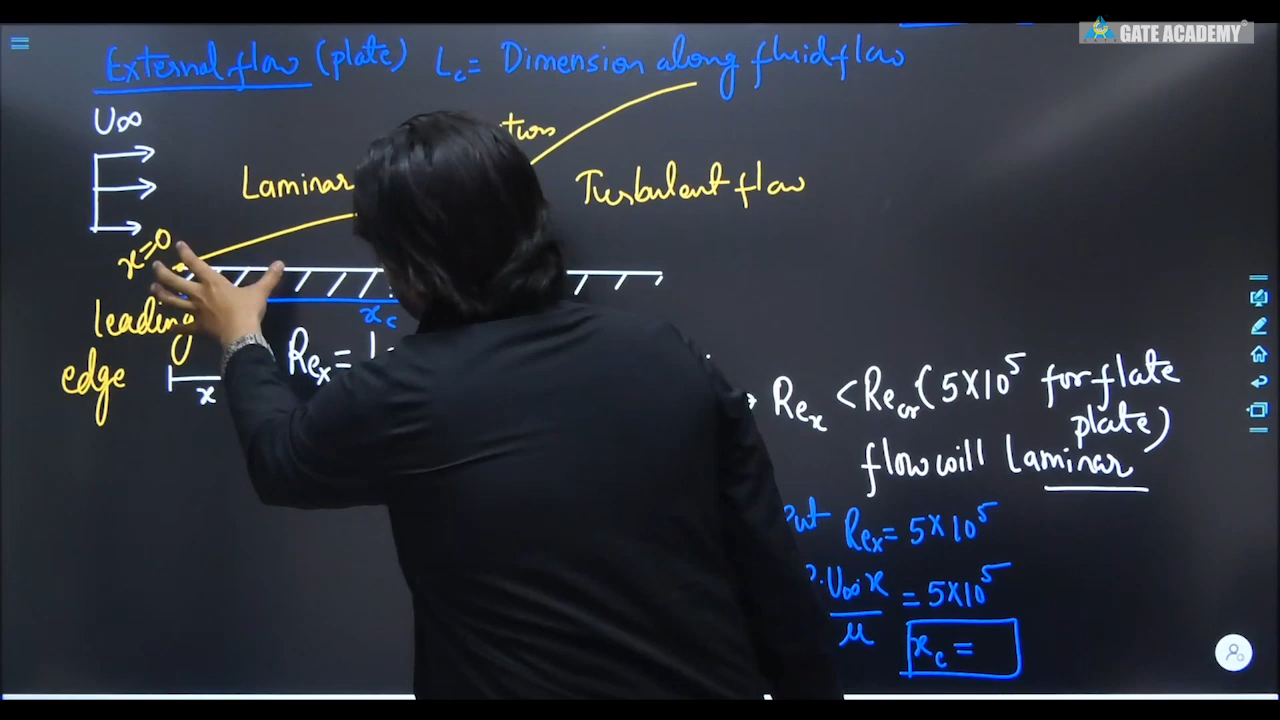 GATE ACADEMY
External flow (plate) Lc = Dimension along fluid flow
U∞
Laminar
Turbulent flow
x=0
leading
edge
xc
x
Rex =
Rex < Recr (5×10⁵ for flate
plate)
flow will laminar
Put Rex = 5×10⁵
U∞·x
= 5×10⁵
μ
xc =